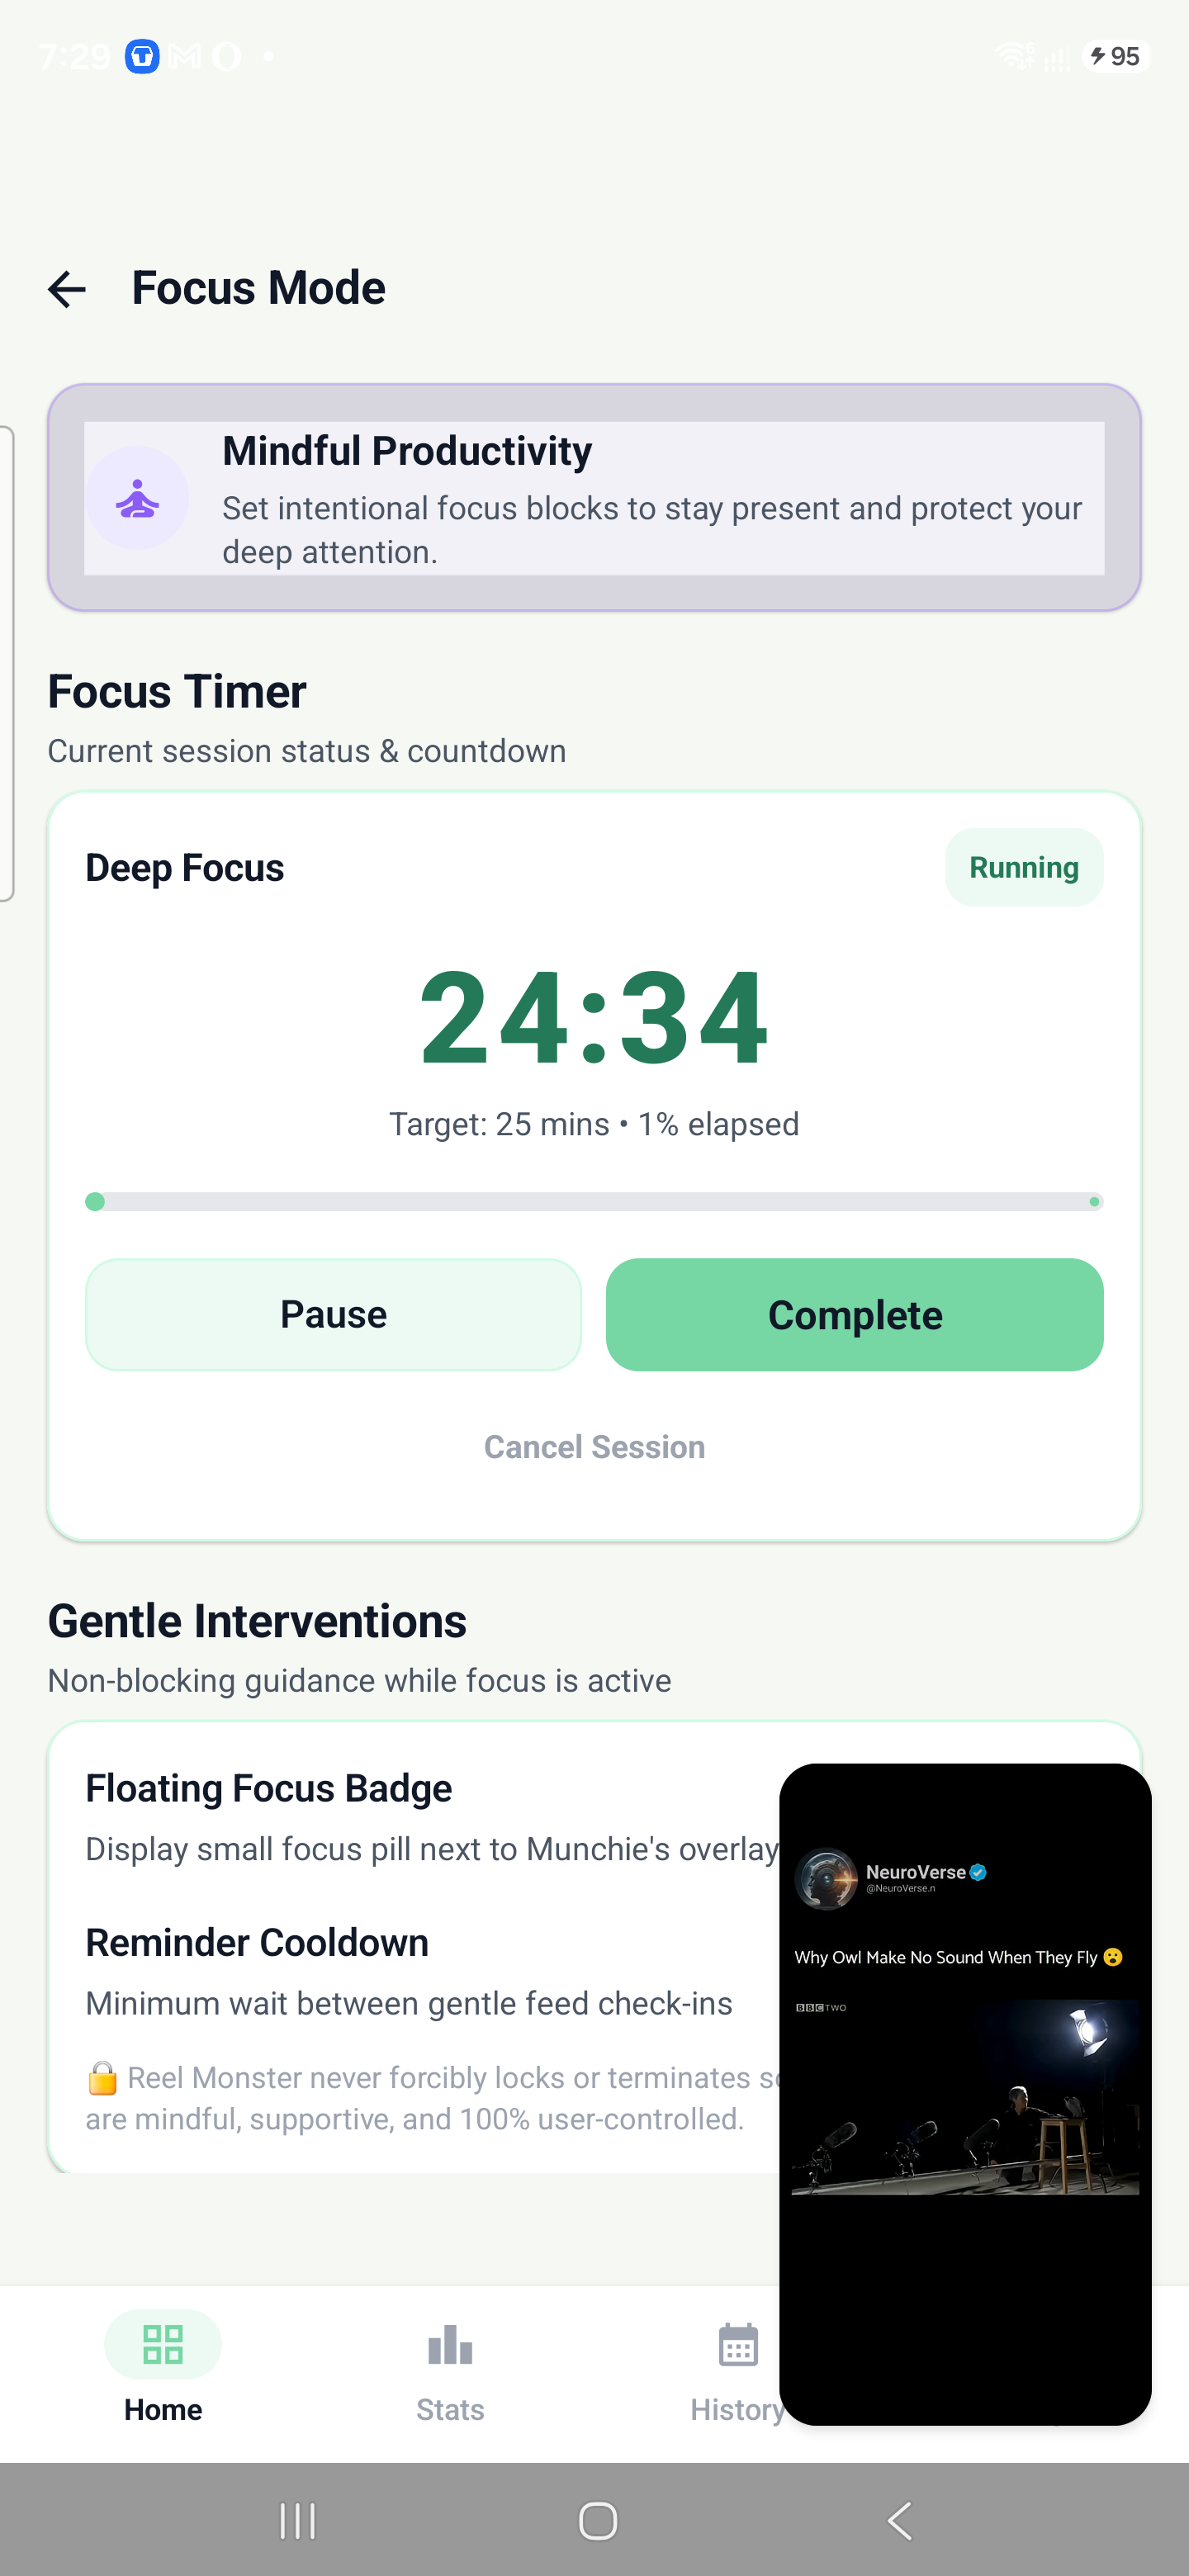 7:29
95
Focus Mode
Mindful Productivity
Set intentional focus blocks to stay present and protect your
deep attention.
Focus Timer
Current session status & countdown
Deep Focus
Running
24:34
Target: 25 mins • 1% elapsed
Pause
Complete
Cancel Session
Gentle Interventions
Non-blocking guidance while focus is active
Floating Focus Badge
Display small focus pill next to Munchie's overlay
Reminder Cooldown
Minimum wait between gentle feed check-ins
🔒 Reel Monster never forcibly locks or terminates
are mindful, supportive, and 100% user-controlled.
NeuroVerse
@NeuroVerse.n
Why Owl Make No Sound When They Fly 😮
BBC TWO
Home
Stats
History